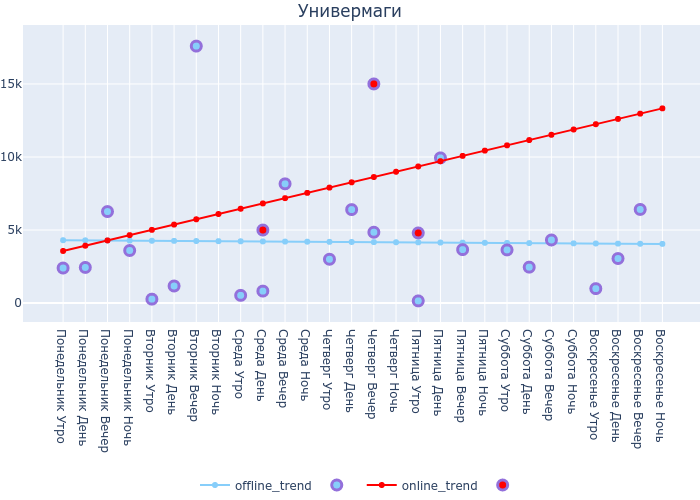 Универмаги
15k
10k
5k
0
Понедельник Утро
Понедельник День
Понедельник Вечер
Понедельник Ночь
Вторник Утро
Вторник День
Вторник Вечер
Вторник Ночь
Среда Утро
Среда День
Среда Вечер
Среда Ночь
Четверг Утро
Четверг День
Четверг Вечер
Четверг Ночь
Пятница Утро
Пятница День
Пятница Вечер
Пятница Ночь
Суббота Утро
Суббота День
Суббота Вечер
Суббота Ночь
Воскресенье Утро
Воскресенье День
Воскресенье Вечер
Воскресенье Ночь
offline_trend online_trend